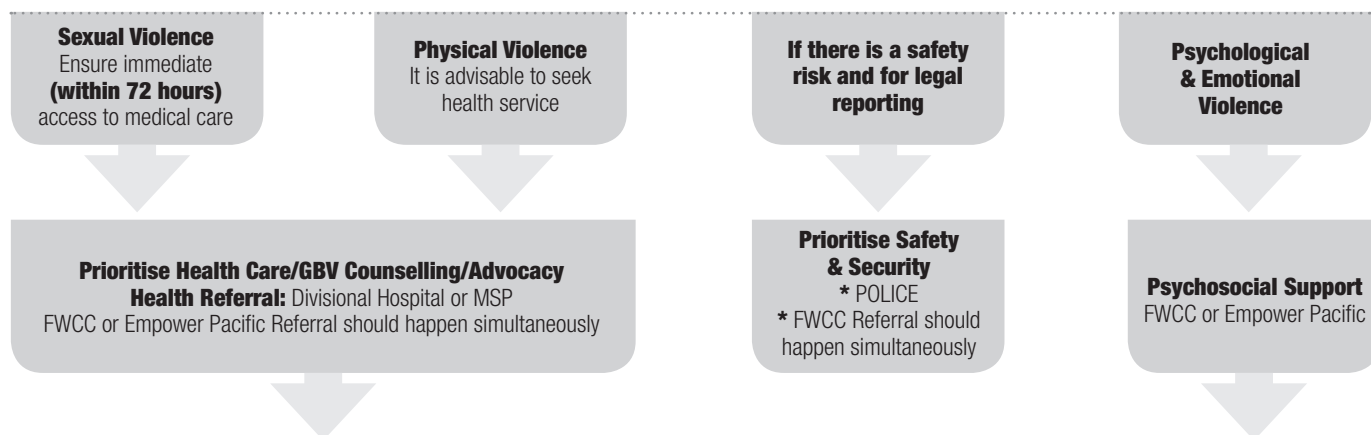 Sexual Violence
Ensure immediate
(within 72 hours)
access to medical care
Physical Violence
It is advisable to seek
health service
If there is a safety
risk and for legal
reporting
Psychological
& Emotional
Violence
Prioritise Health Care/GBV Counselling/Advocacy
Health Referral: Divisional Hospital or MSP
FWCC or Empower Pacific Referral should happen simultaneously
Prioritise Safety
& Security
* POLICE
* FWCC Referral should
happen simultaneously
Psychosocial Support
FWCC or Empower Pacific